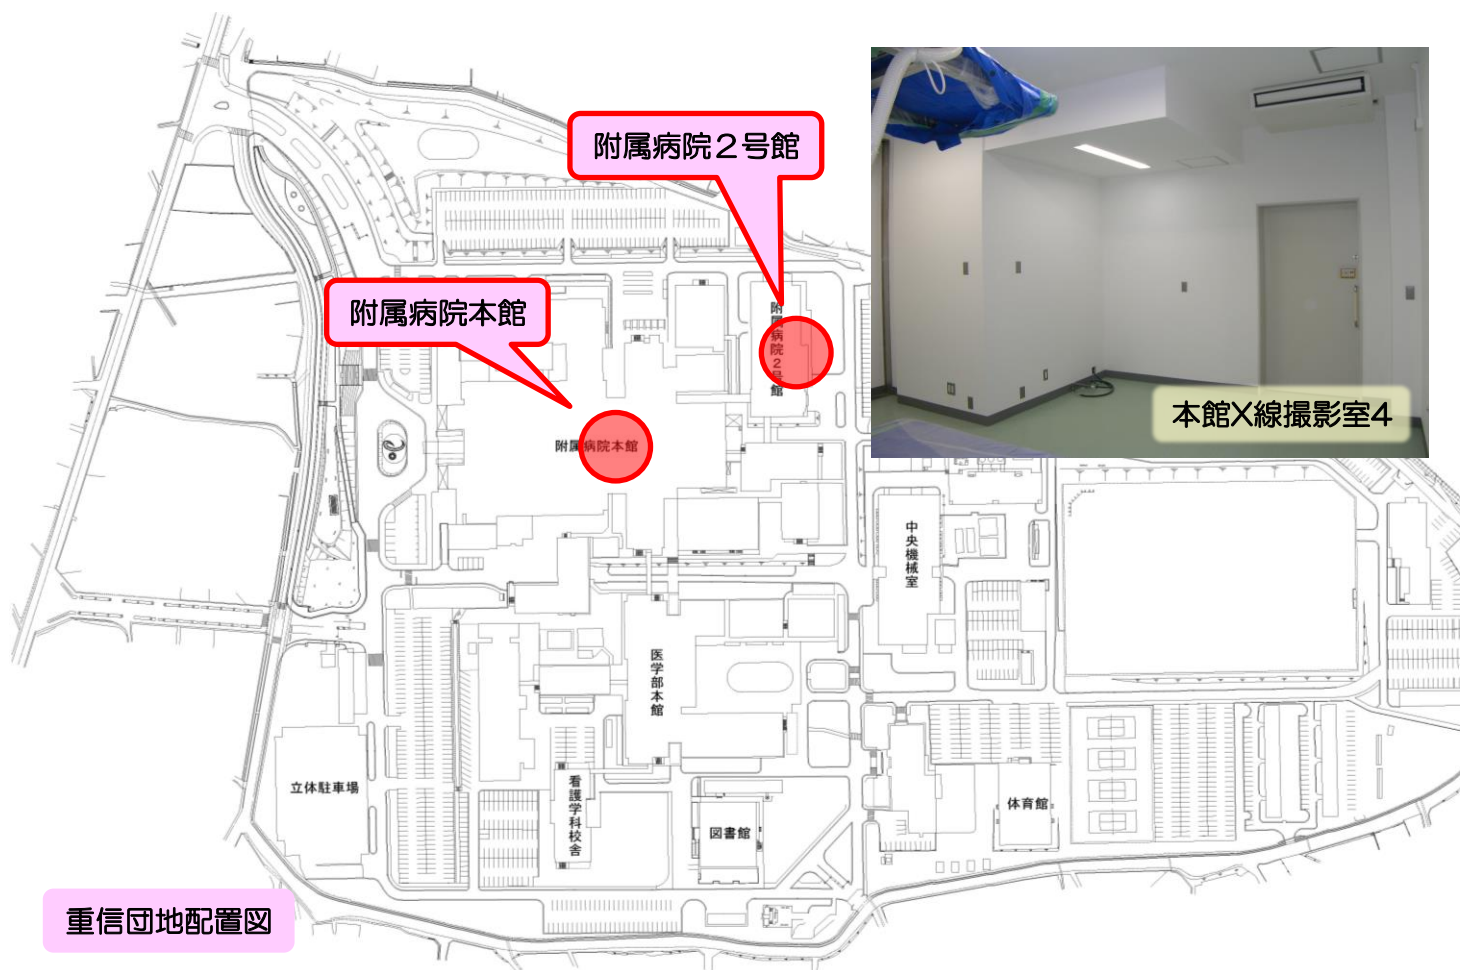 附属病院２号館
附属病院本館
附属病院２号館
附属病院本館
本館X線撮影室4
中央機械室
医学部本館
立体駐車場
看護学科校舎
図書館
体育館
重信団地配置図